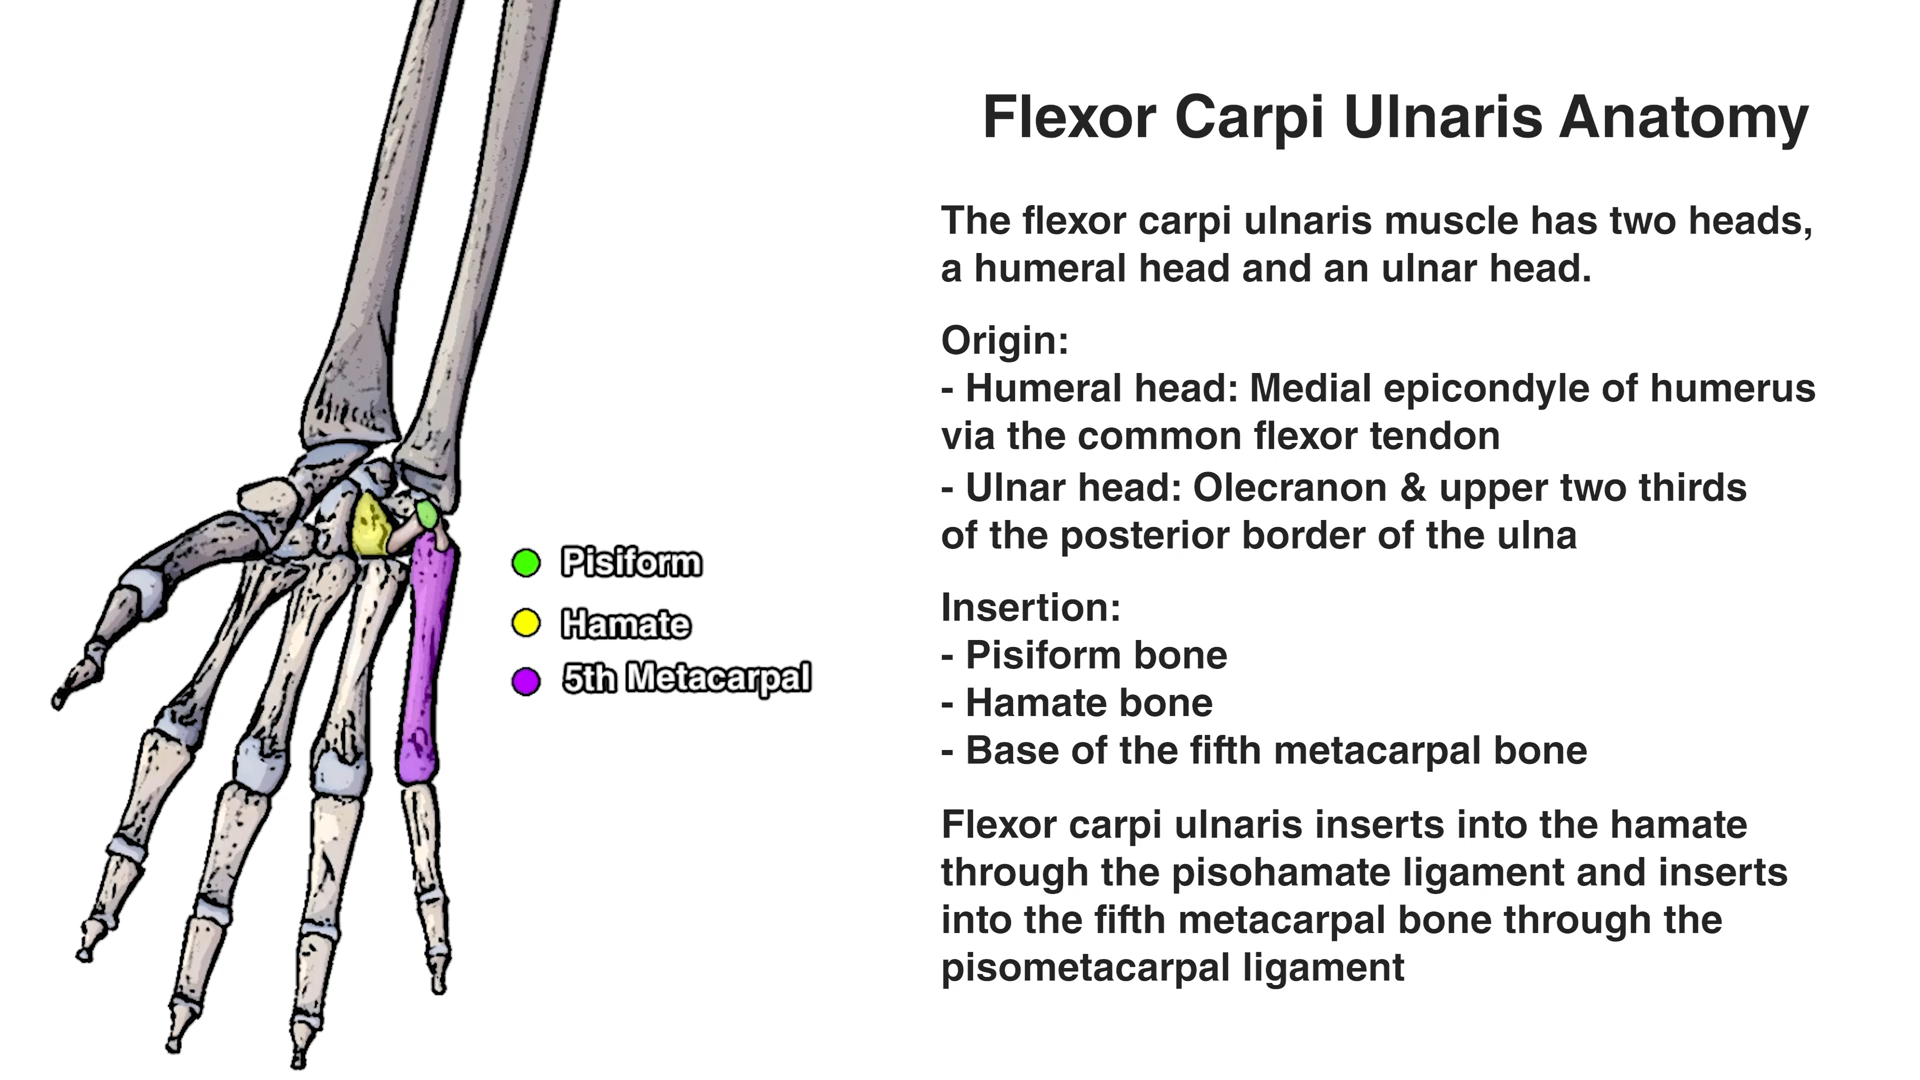 Flexor Carpi Ulnaris Anatomy
The flexor carpi ulnaris muscle has two heads,
a humeral head and an ulnar head.
Origin:
- Humeral head: Medial epicondyle of humerus
via the common flexor tendon
- Ulnar head: Olecranon & upper two thirds
of the posterior border of the ulna
Insertion:
- Pisiform bone
- Hamate bone
- Base of the fifth metacarpal bone
Flexor carpi ulnaris inserts into the hamate
through the pisohamate ligament and inserts
into the fifth metacarpal bone through the
pisometacarpal ligament
Pisiform
Hamate
5th Metacarpal